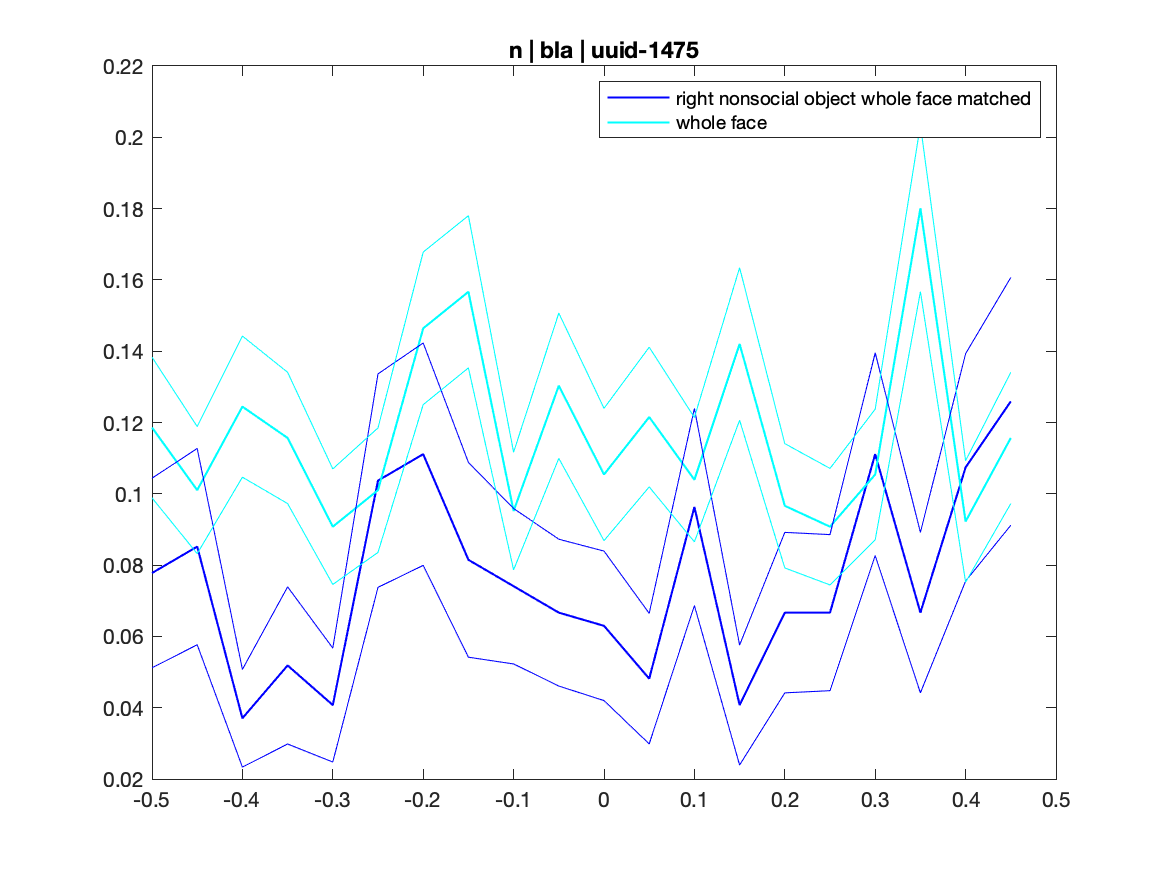 n | bla | uuid-1475
right nonsocial object whole face matched
whole face
0.22
0.2
0.18
0.16
0.14
0.12
0.1
0.08
0.06
0.04
0.02
-0.5 -0.4 -0.3 -0.2 -0.1 0 0.1 0.2 0.3 0.4 0.5